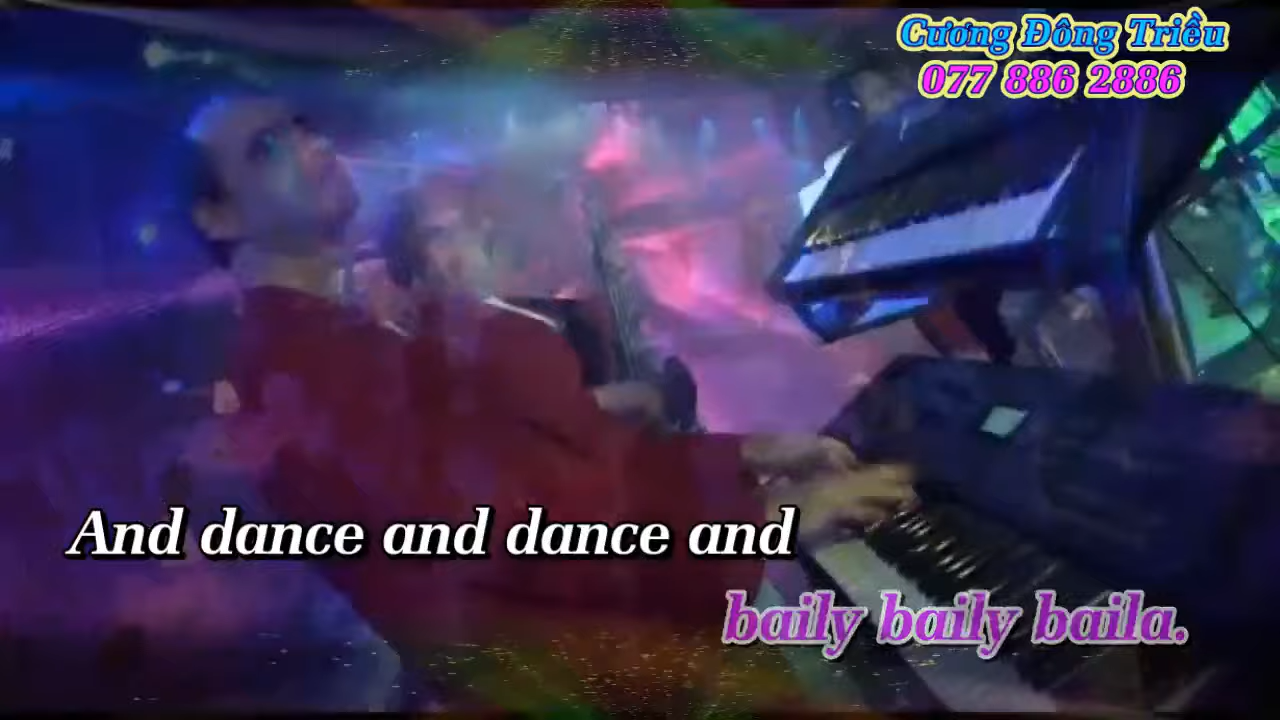 Cương Đông Triều
077 886 2886
And dance and dance and
baily baily baila.